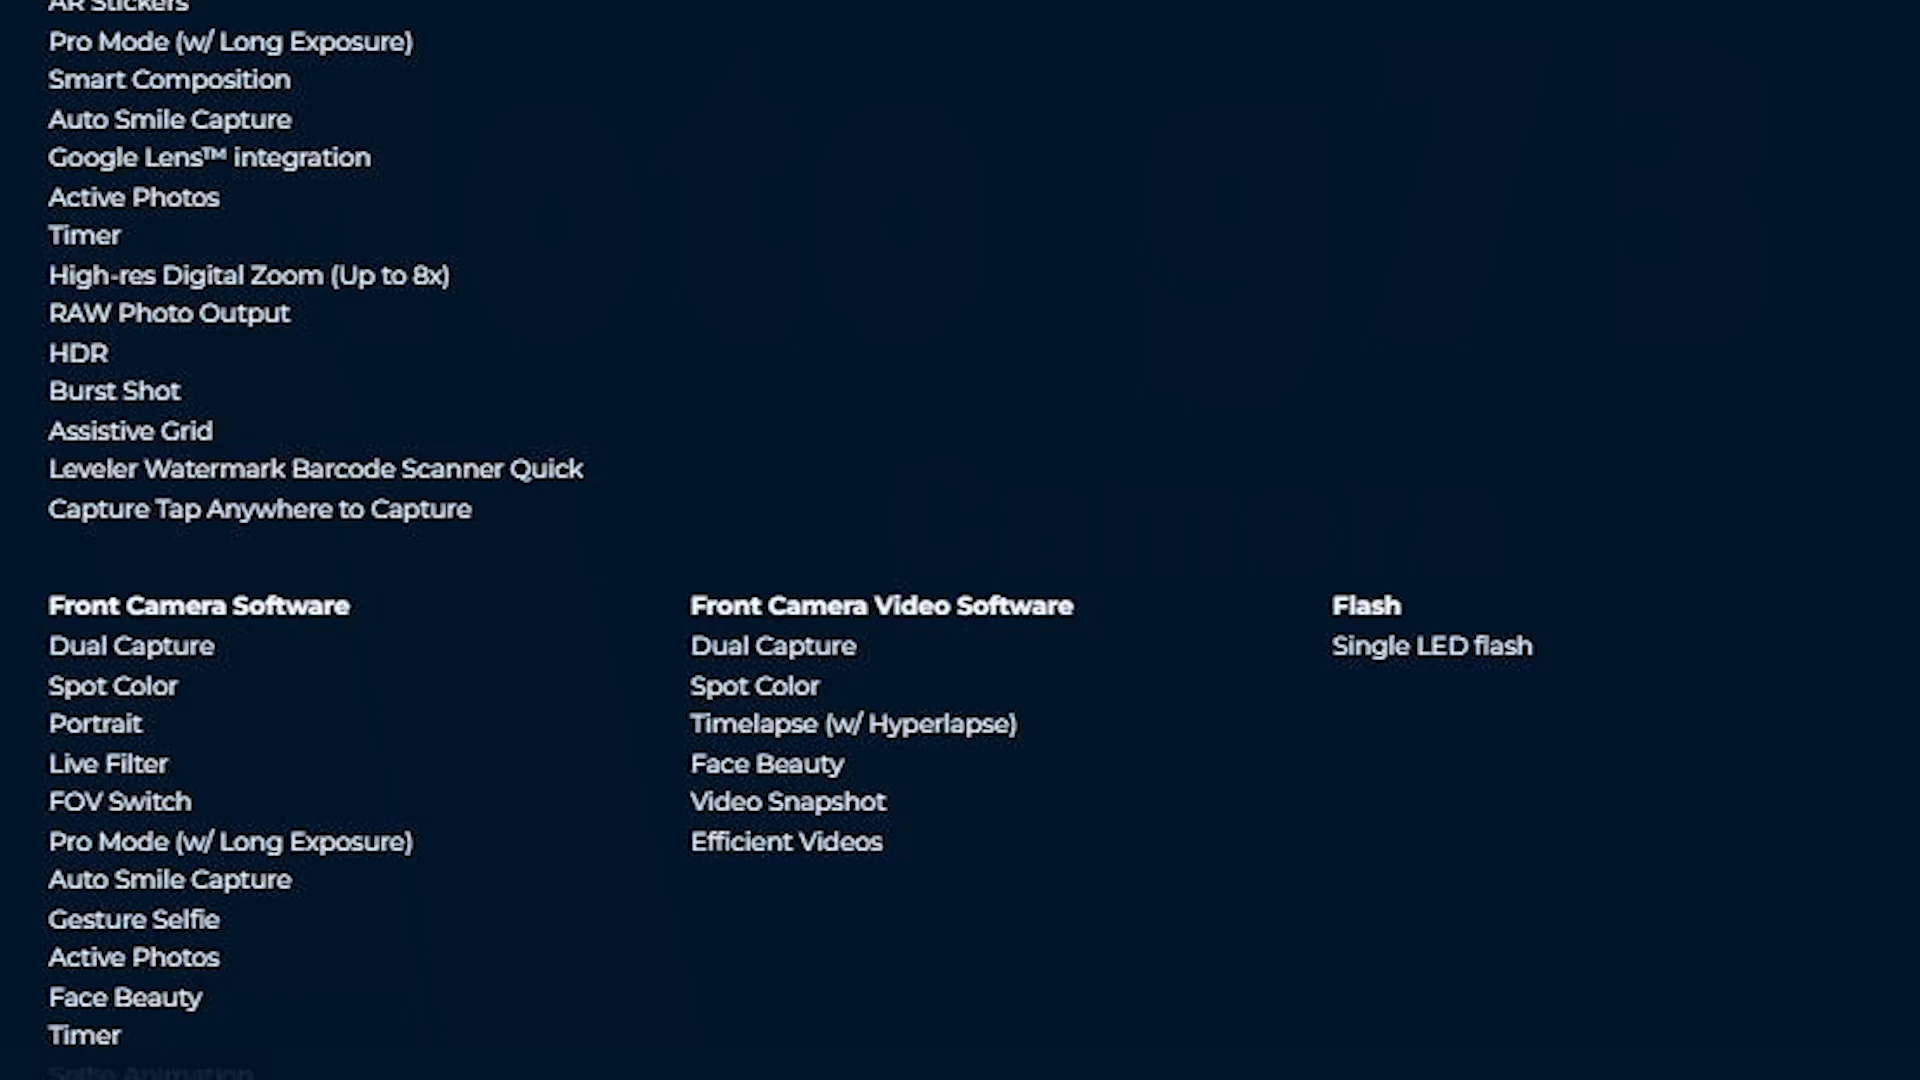 AR Stickers
Pro Mode (w/ Long Exposure)
Smart Composition
Auto Smile Capture
Google Lens™ integration
Active Photos
Timer
High-res Digital Zoom (Up to 8x)
RAW Photo Output
HDR
Burst Shot
Assistive Grid
Leveler Watermark Barcode Scanner Quick
Capture Tap Anywhere to Capture
Front Camera Software
Dual Capture
Spot Color
Portrait
Live Filter
FOV Switch
Pro Mode (w/ Long Exposure)
Auto Smile Capture
Gesture Selfie
Active Photos
Face Beauty
Timer
Selfie Animation
Front Camera Video Software
Dual Capture
Spot Color
Timelapse (w/ Hyperlapse)
Face Beauty
Video Snapshot
Efficient Videos
Flash
Single LED flash